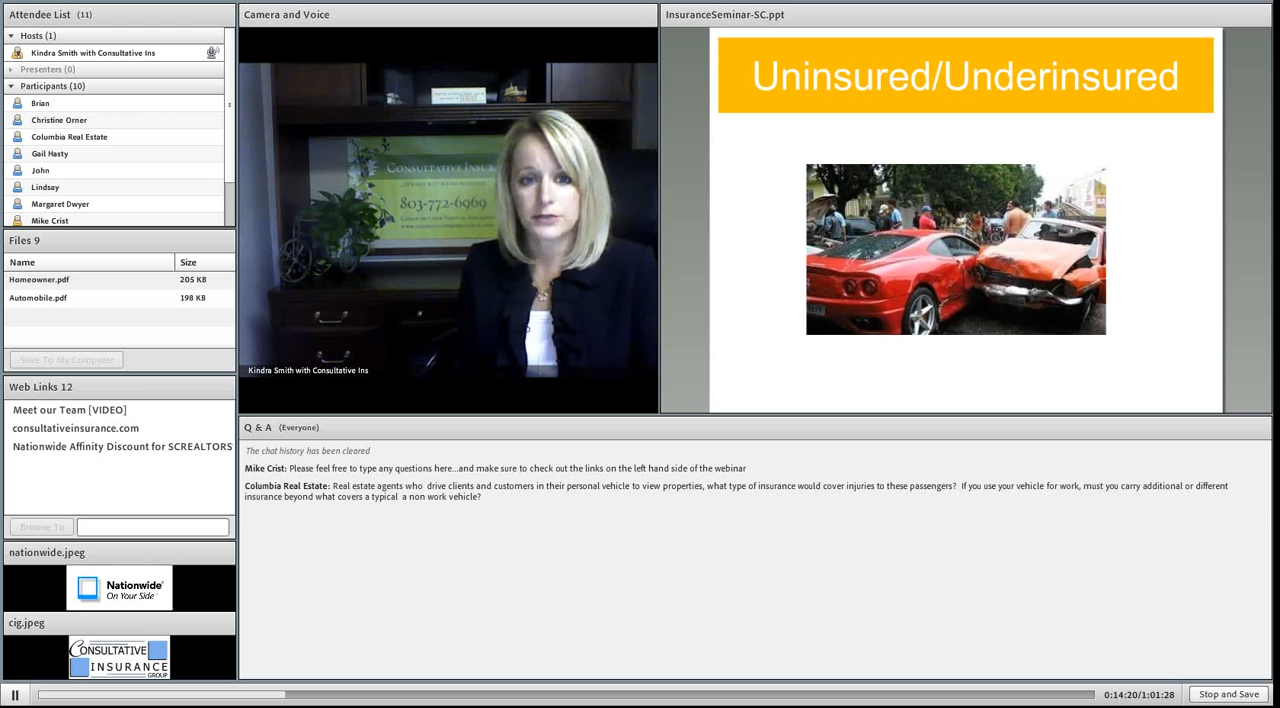 Attendee List (11)
Hosts (1)
Kindra Smith with Consultative Ins
Presenters (0)
Participants (10)
Brian
Christine Orner
Columbia Real Estate
Gail Hasty
John
Lindsay
Margaret Dwyer
Mike Crist
Files 9
Name Size
Homeowner.pdf 205 KB
Automobile.pdf 198 KB
Save To My Computer
Web Links 12
Meet our Team [VIDEO]
consultativeinsurance.com
Nationwide Affinity Discount for SCREALTORS
Browse To
nationwide.jpeg
Nationwide®
On Your Side™
cig.jpeg
CONSULTATIVE
INSURANCE
GROUP
Camera and Voice
CONSULTATIVE INSUR
803-772-6969
Kindra Smith with Consultative Ins
InsuranceSeminar-SC.ppt
Uninsured/Underinsured
Q & A (Everyone)
The chat history has been cleared
Mike Crist: Please feel free to type any questions here...and make sure to check out the links on the left hand side of the webinar
Columbia Real Estate: Real estate agents who drive clients and customers in their personal vehicle to view properties, what type of insurance would cover injuries to these passengers? If you use your vehicle for work, must you carry additional or different
insurance beyond what covers a typical a non work vehicle?
0:14:20/1:01:28
Stop and Save